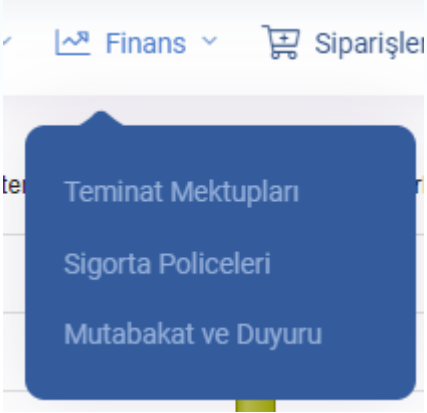 Finans
Siparişler
Teminat Mektupları
Sigorta Policeleri
Mutabakat ve Duyuru